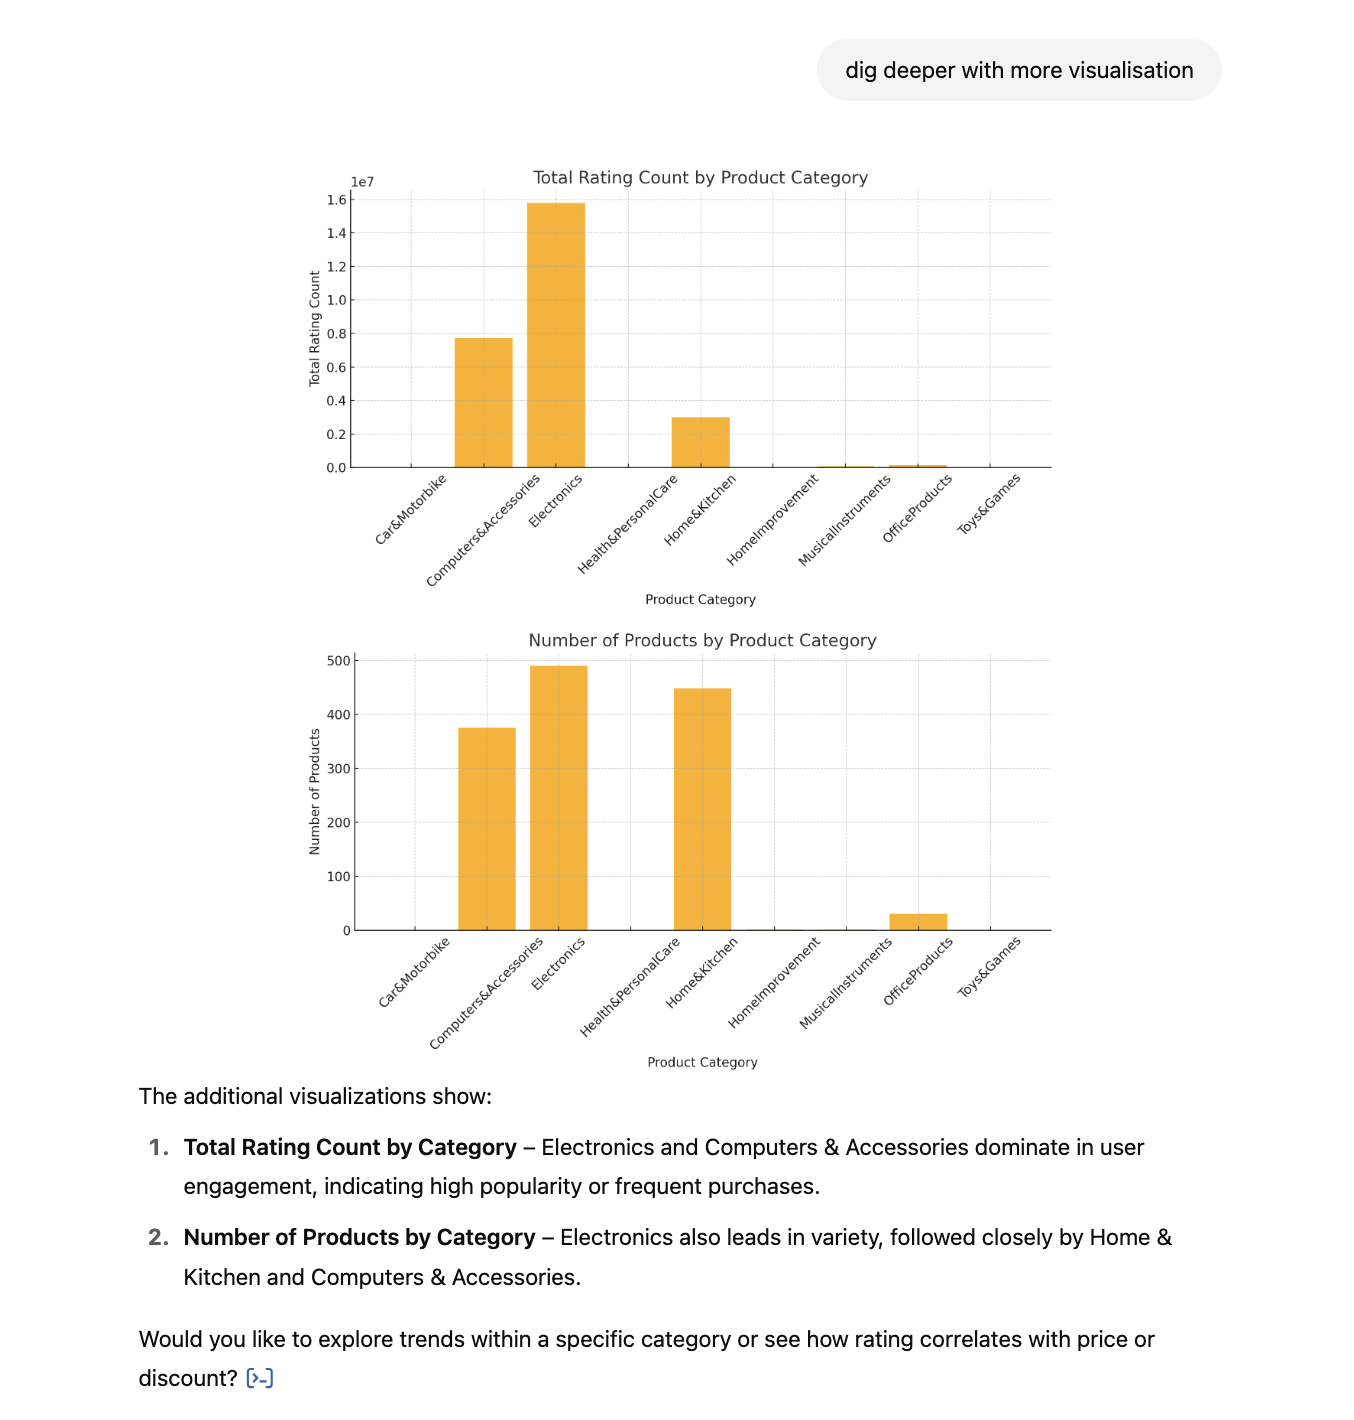 dig deeper with more visualisation
Total Rating Count by Product Category
1e7
1.6
1.4
1.2
1.0
0.8
0.6
0.4
0.2
0.0
Total Rating Count
Car&Motorbike
Computers&Accessories
Electronics
Health&PersonalCare
Home&Kitchen
HomeImprovement
MusicalInstruments
OfficeProducts
Toys&Games
Product Category
Number of Products by Product Category
500
400
300
200
100
0
Number of Products
Car&Motorbike
Computers&Accessories
Electronics
Health&PersonalCare
Home&Kitchen
HomeImprovement
MusicalInstruments
OfficeProducts
Toys&Games
Product Category
The additional visualizations show:
1. Total Rating Count by Category – Electronics and Computers & Accessories dominate in user
engagement, indicating high popularity or frequent purchases.
2. Number of Products by Category – Electronics also leads in variety, followed closely by Home &
Kitchen and Computers & Accessories.
Would you like to explore trends within a specific category or see how rating correlates with price or
discount? [>-]